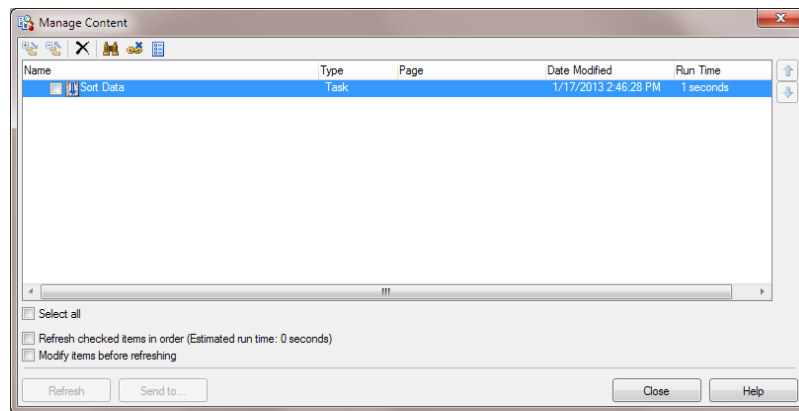 Manage Content
Name Type Page Date Modified Run Time
Sort Data Task 1/17/2013 2:46:28 PM 1 seconds
Select all
Refresh checked items in order (Estimated run time: 0 seconds)
Modify items before refreshing
Refresh Send to... Close Help